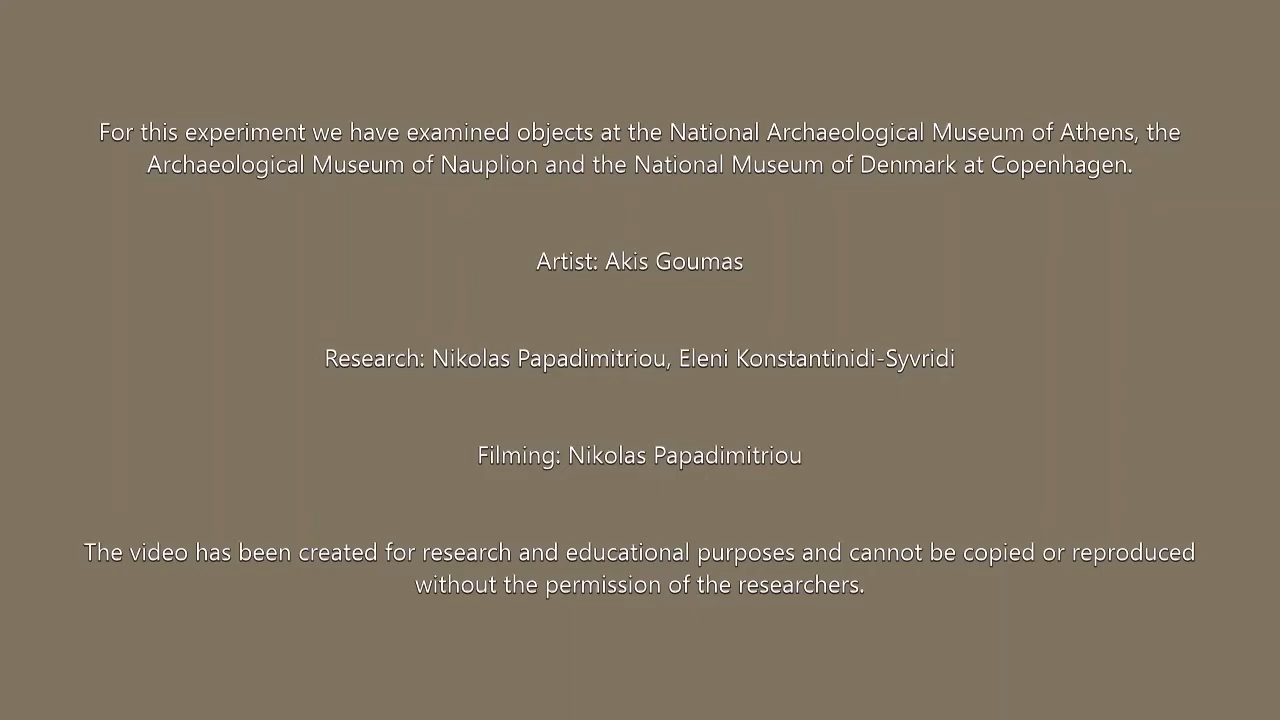 For this experiment we have examined objects at the National Archaeological Museum of Athens, the
Archaeological Museum of Nauplion and the National Museum of Denmark at Copenhagen.
Artist: Akis Goumas
Research: Nikolas Papadimitriou, Eleni Konstantinidi-Syvridi
Filming: Nikolas Papadimitriou
The video has been created for research and educational purposes and cannot be copied or reproduced
without the permission of the researchers.